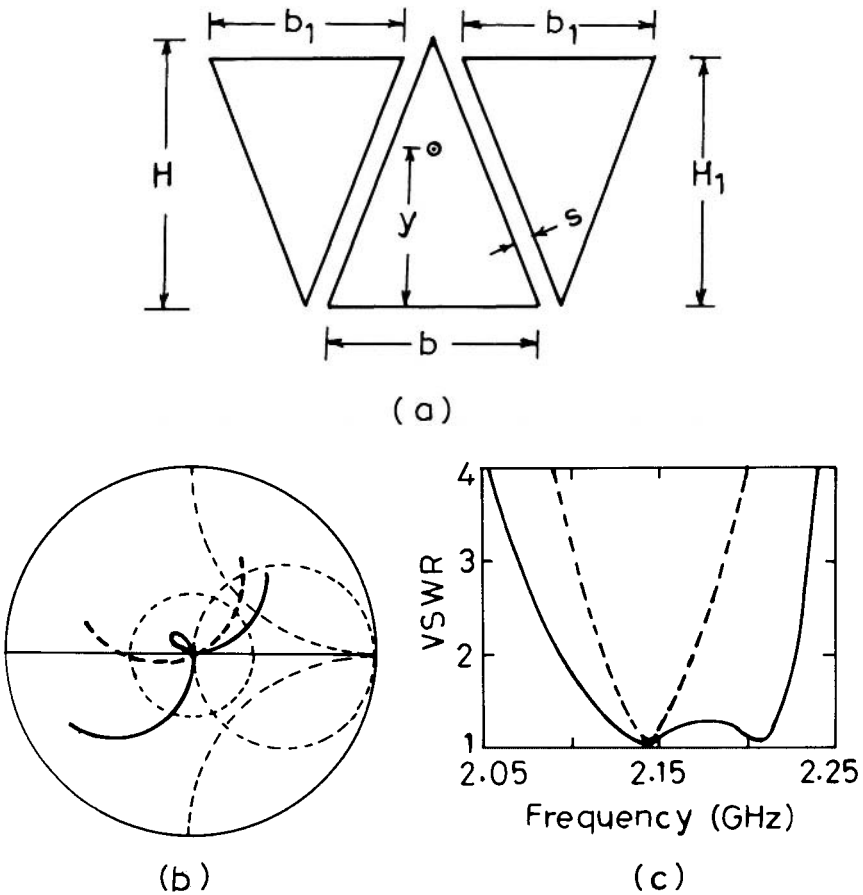 b₁ b₁
H
y
s
H₁
b
(a)
4
3
2
1
VSWR
2.05 2.15 2.25
Frequency (GHz)
(b) (c)